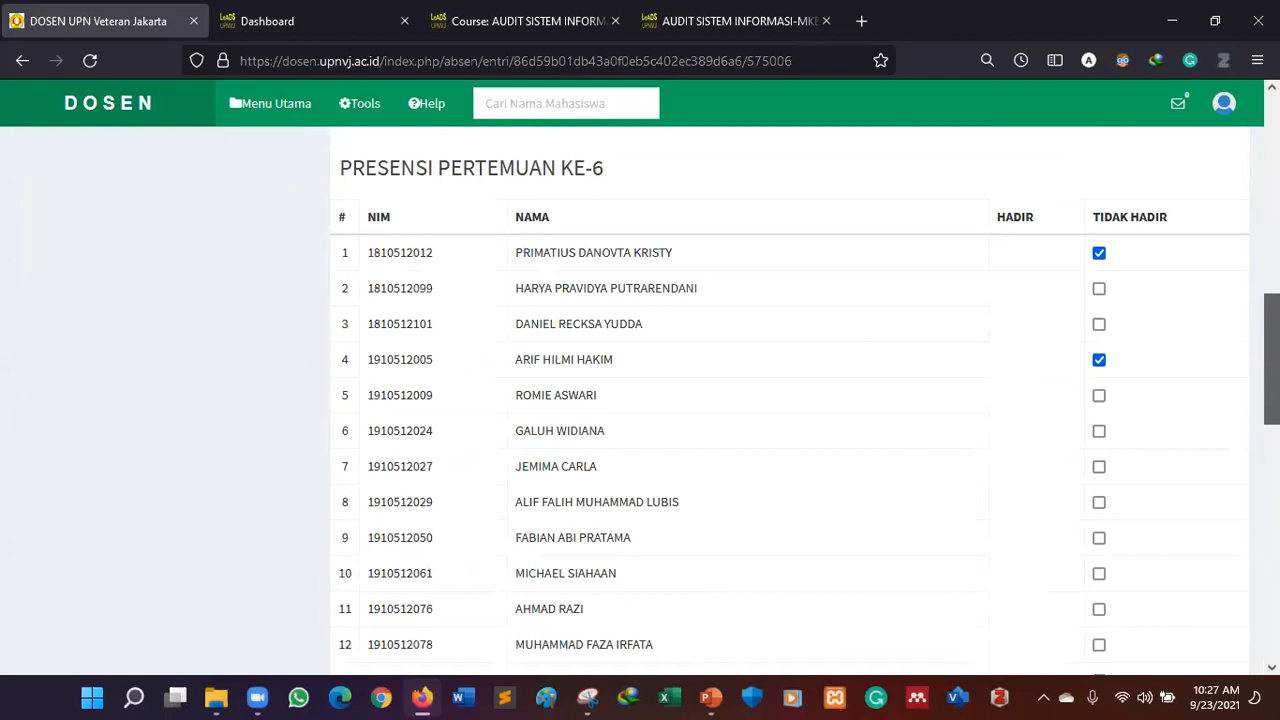 DOSEN UPN Veteran Jakarta
Dashboard
Course: AUDIT SISTEM INFORM
AUDIT SISTEM INFORMASI-MKB
https://dosen.upnvj.ac.id/index.php/absen/entri/86d59b01db43a0f0eb5c402ec389d6a6/575006
DOSEN Menu Utama Tools Help Cari Nama Mahasiswa 0
PRESENSI PERTEMUAN KE-6
# NIM NAMA HADIR TIDAK HADIR
1 1810512012 PRIMATIUS DANOVTA KRISTY
2 1810512099 HARYA PRAVIDYA PUTRARENDANI
3 1810512101 DANIEL RECKSA YUDDA
4 1910512005 ARIF HILMI HAKIM
5 1910512009 ROMIE ASWARI
6 1910512024 GALUH WIDIANA
7 1910512027 JEMIMA CARLA
8 1910512029 ALIF FALIH MUHAMMAD LUBIS
9 1910512050 FABIAN ABI PRATAMA
10 1910512061 MICHAEL SIAHAAN
11 1910512076 AHMAD RAZI
12 1910512078 MUHAMMAD FAZA IRFATA
10:27 AM
9/23/2021